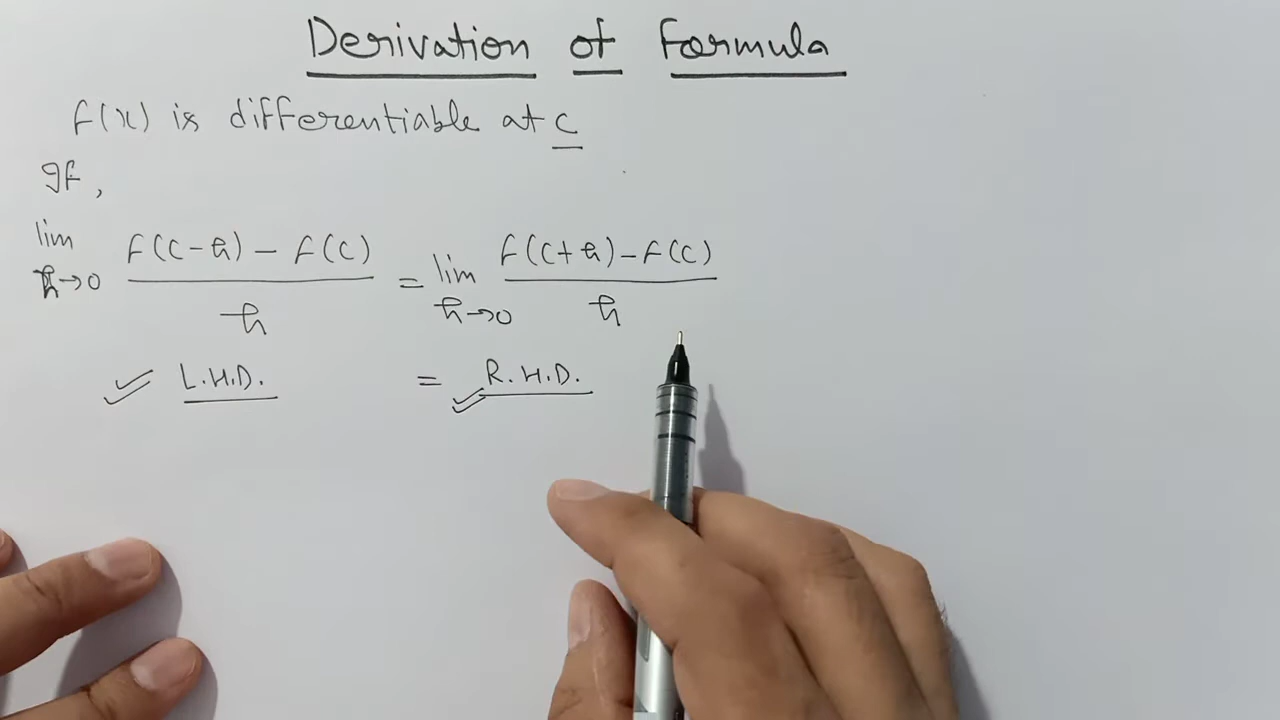 Derivation of Formula
f(x) is differentiable at c
If,
lim h→0 f(c-h) - f(c) / h = lim h→0 f(c+h) - f(c) / h
L.H.D. = R.H.D.